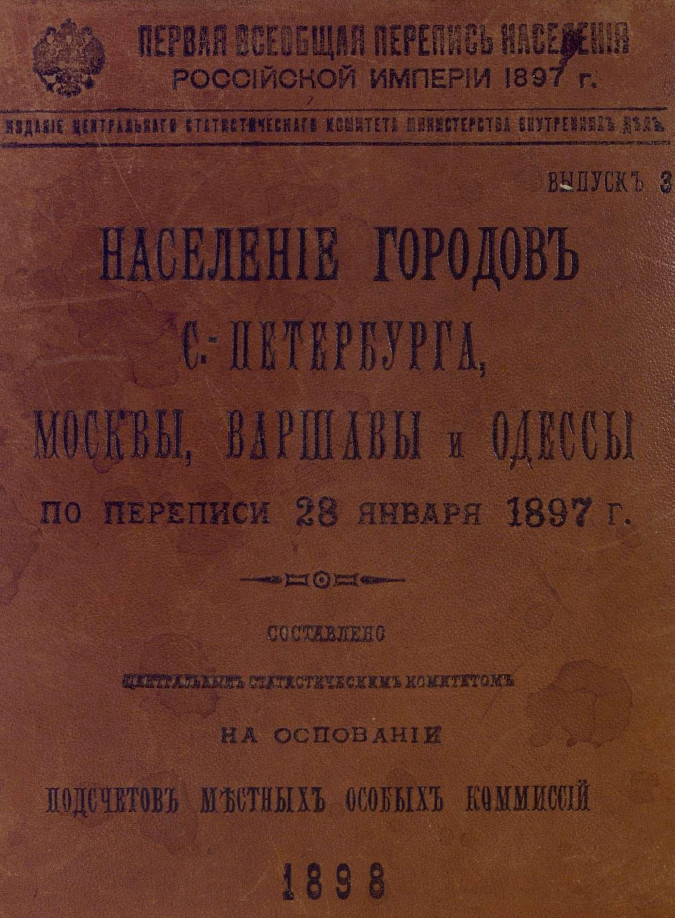 ПЕРВАЯ ВСЕОБЩАЯ ПЕРЕПИСЬ НАСЕЛЕНІЯ
РОССІЙСКОЙ ИМПЕРІИ 1897 г.
ИЗДАНІЕ ЦЕНТРАЛЬНАГО СТАТИСТИЧЕСКАГО КОМИТЕТА МИНИСТЕРСТВА ВНУТРЕННИХЪ ДѢЛЪ.
ВЫПУСКЪ 3
НАСЕЛЕНІЕ ГОРОДОВЪ
С.-ПЕТЕРБУРГА,
МОСКВЫ, ВАРШАВЫ и ОДЕССЫ
ПО ПЕРЕПИСИ 28 ЯНВАРЯ 1897 Г.
СОСТАВЛЕНО
ЦЕНТРАЛЬНЫМЪ СТАТИСТИЧЕСКИМЪ КОМИТЕТОМЪ
НА ОСНОВАНІИ
ПОДСЧЕТОВЪ МѢСТНЫХЪ ОСОБЫХЪ КОММИССІЙ
1898